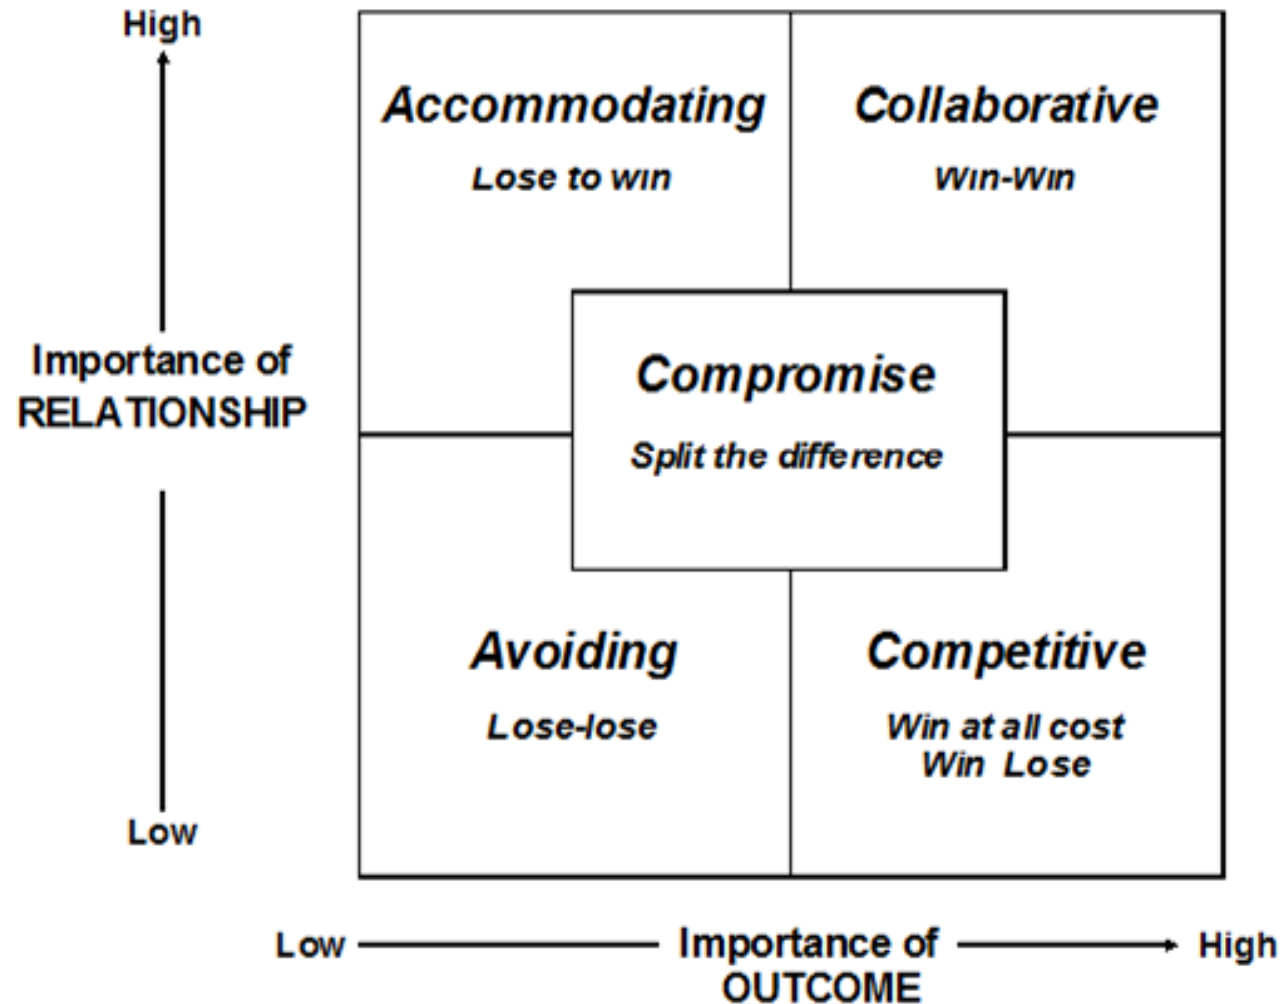 High
Accommodating
Lose to win
Collaborative
Win-Win
Importance of
RELATIONSHIP
Compromise
Split the difference
Avoiding
Lose-lose
Competitive
Win at all cost
Win Lose
Low
Low
Importance of
OUTCOME
High